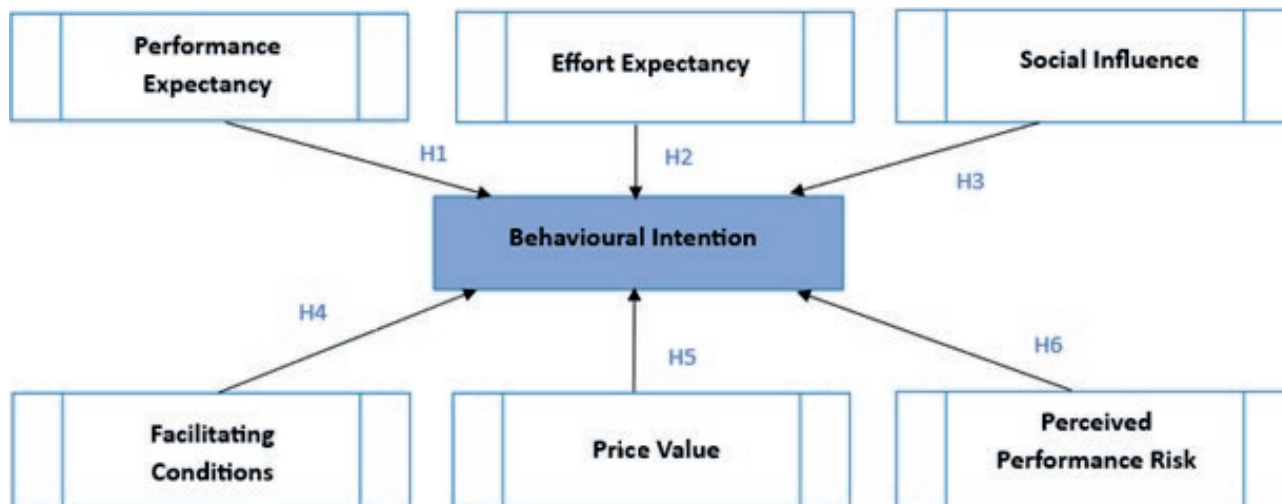 Performance
Expectancy
Effort Expectancy
Social Influence
H1
H2
H3
Behavioural Intention
H4
H5
H6
Facilitating
Conditions
Price Value
Perceived
Performance Risk